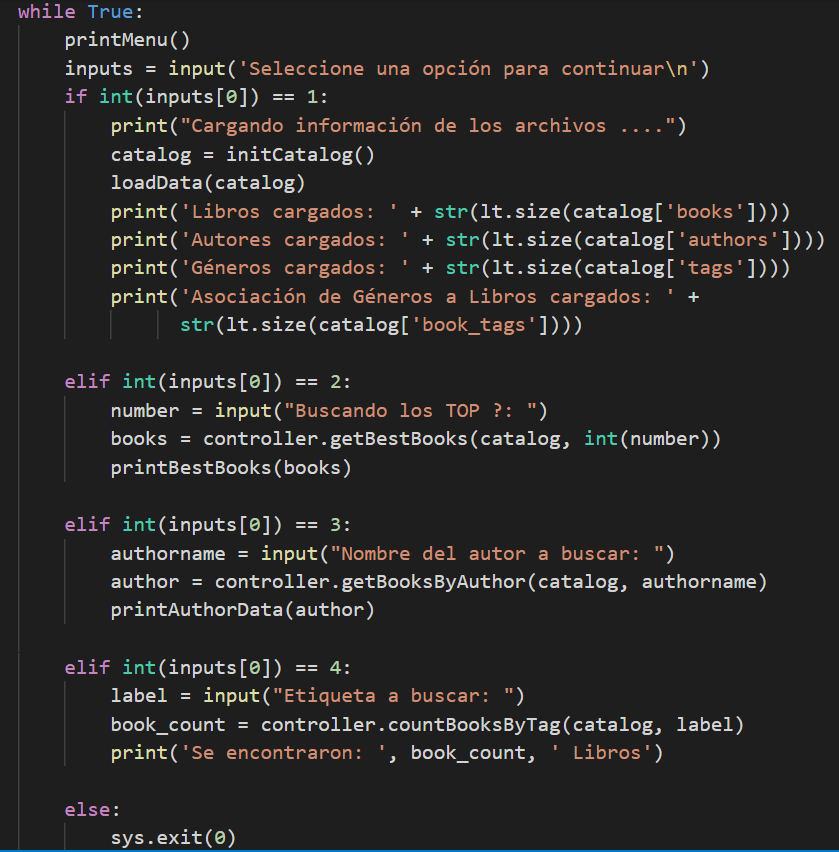 while True:
    printMenu()
    inputs = input('Seleccione una opción para continuar\n')
    if int(inputs[0]) == 1:
        print("Cargando información de los archivos ....")
        catalog = initCatalog()
        loadData(catalog)
        print('Libros cargados: ' + str(lt.size(catalog['books'])))
        print('Autores cargados: ' + str(lt.size(catalog['authors'])))
        print('Géneros cargados: ' + str(lt.size(catalog['tags'])))
        print('Asociación de Géneros a Libros cargados: ' +
              str(lt.size(catalog['book_tags'])))

    elif int(inputs[0]) == 2:
        number = input("Buscando los TOP ?: ")
        books = controller.getBestBooks(catalog, int(number))
        printBestBooks(books)

    elif int(inputs[0]) == 3:
        authorname = input("Nombre del autor a buscar: ")
        author = controller.getBooksByAuthor(catalog, authorname)
        printAuthorData(author)

    elif int(inputs[0]) == 4:
        label = input("Etiqueta a buscar: ")
        book_count = controller.countBooksByTag(catalog, label)
        print('Se encontraron: ', book_count, ' Libros')

    else:
        sys.exit(0)